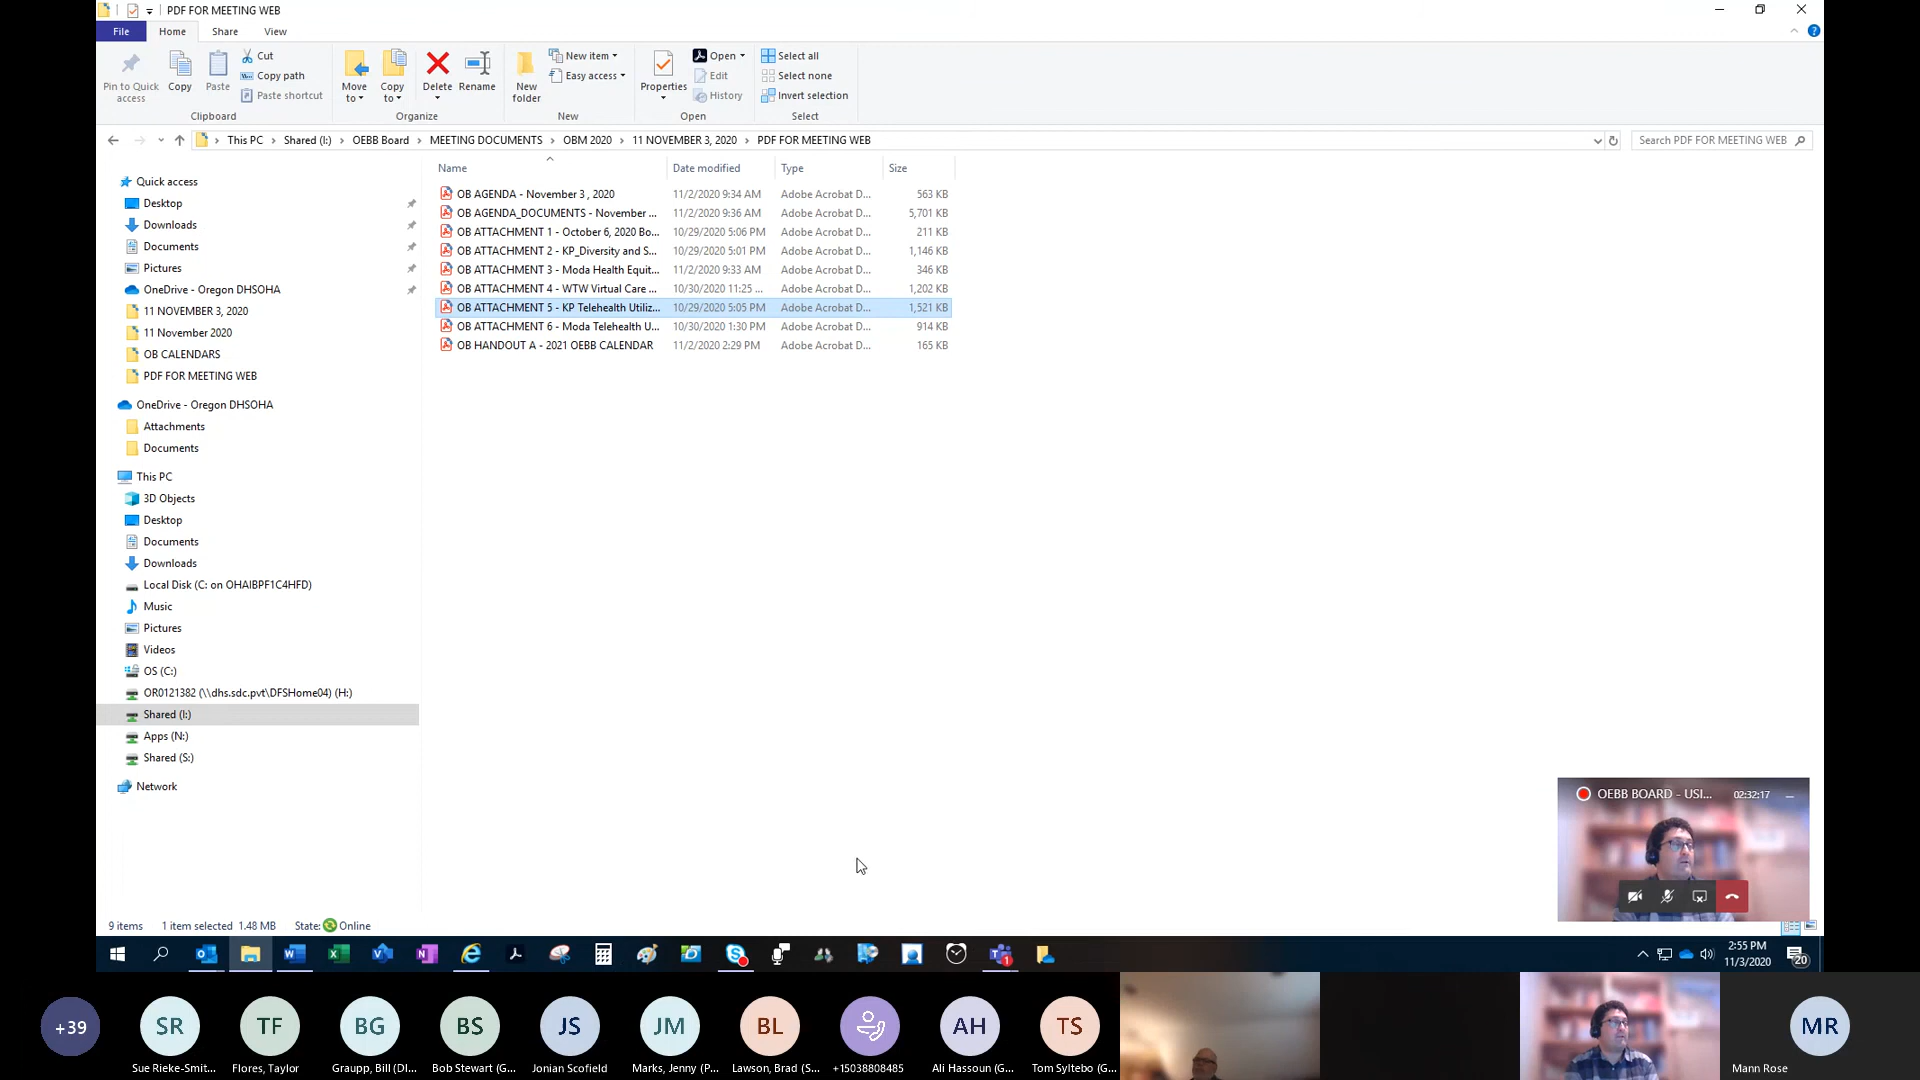 PDF FOR MEETING WEB
File Home Share View
Pin to Quick access
Copy
Paste
Cut
Copy path
Paste shortcut
Clipboard
Move to
Copy to
Delete
Rename
Organize
New folder
New item
Easy access
New
Properties
Open
Edit
History
Open
Select all
Select none
Invert selection
Select
This PC > Shared (I:) > OEBB Board > MEETING DOCUMENTS > OBM 2020 > 11 NOVEMBER 3, 2020 > PDF FOR MEETING WEB
Search PDF FOR MEETING WEB
Name Date modified Type Size
OB AGENDA - November 3 , 2020 11/2/2020 9:34 AM Adobe Acrobat D... 563 KB
OB AGENDA_DOCUMENTS - November ... 11/2/2020 9:36 AM Adobe Acrobat D... 5,701 KB
OB ATTACHMENT 1 - October 6, 2020 Bo... 10/29/2020 5:06 PM Adobe Acrobat D... 211 KB
OB ATTACHMENT 2 - KP_Diversity and S... 10/29/2020 5:01 PM Adobe Acrobat D... 1,146 KB
OB ATTACHMENT 3 - Moda Health Equit... 11/2/2020 9:33 AM Adobe Acrobat D... 346 KB
OB ATTACHMENT 4 - WTW Virtual Care ... 10/30/2020 11:25 ... Adobe Acrobat D... 1,202 KB
OB ATTACHMENT 5 - KP Telehealth Utiliz... 10/29/2020 5:05 PM Adobe Acrobat D... 1,521 KB
OB ATTACHMENT 6 - Moda Telehealth U... 10/30/2020 1:30 PM Adobe Acrobat D... 914 KB
OB HANDOUT A - 2021 OEBB CALENDAR 11/2/2020 2:29 PM Adobe Acrobat D... 165 KB
Quick access
Desktop
Downloads
Documents
Pictures
OneDrive - Oregon DHSOHA
11 NOVEMBER 3, 2020
11 November 2020
OB CALENDARS
PDF FOR MEETING WEB
OneDrive - Oregon DHSOHA
Attachments
Documents
This PC
3D Objects
Desktop
Documents
Downloads
Local Disk (C: on OHAIBPF1C4HFD)
Music
Pictures
Videos
OS (C:)
OR0121382 (\\dhs.sdc.pvt\DFSHome04) (H:)
Shared (I:)
Apps (N:)
Shared (S:)
Network
OEBB BOARD - USI... 02:32:17
9 items 1 item selected 1.48 MB State: Online
2:55 PM
11/3/2020
20
1
+39
SR
TF
BG
BS
JS
JM
BL
AH
TS
MR
Sue Rieke-Smit...
Flores, Taylor
Graupp, Bill (DI...
Bob Stewart (G...
Jonian Scofield
Marks, Jenny (P...
Lawson, Brad (S...
+15038808485
Ali Hassoun (G...
Tom Syltebo (G...
Mann Rose